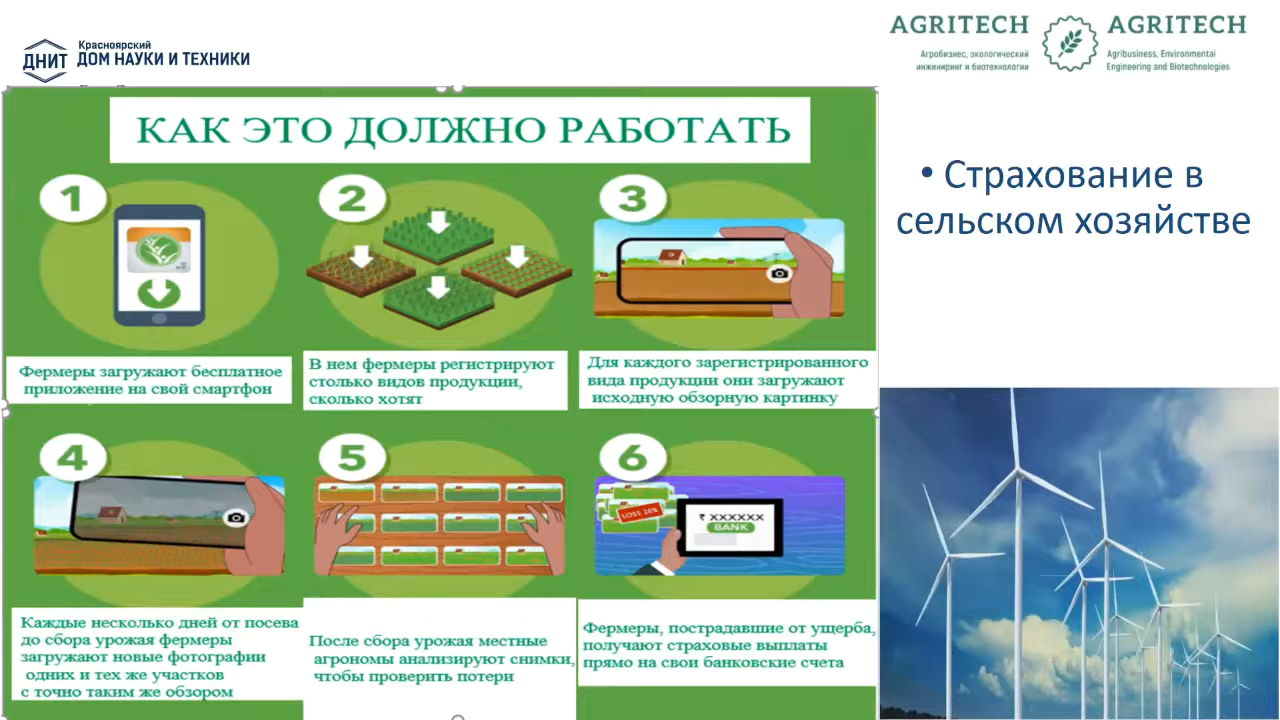 Красноярский
ДНИТ ДОМ НАУКИ И ТЕХНИКИ
AGRITECH
Агробизнес, экологический
инжиниринг и биотехнологии
AGRITECH
Agribusiness, Environmental
Engineering and Biotechnologies
КАК ЭТО ДОЛЖНО РАБОТАТЬ
1
Фермеры загружают бесплатное
приложение на свой смартфон
2
В нем фермеры регистрируют
столько видов продукции,
сколько хотят
3
Для каждого зарегистрированного
вида продукции они загружают
исходную обзорную картинку
4
Каждые несколько дней от посева
до сбора урожая фермеры
загружают новые фотографии
одних и тех же участков
с точно таким же обзором
5
После сбора урожая местные
агрономы анализируют снимки,
чтобы проверить потери
6
LOSS 26%
₹ XXXXXX
BANK
Фермеры, пострадавшие от ущерба,
получают страховые выплаты
прямо на свои банковские счета
• Страхование в
сельском хозяйстве